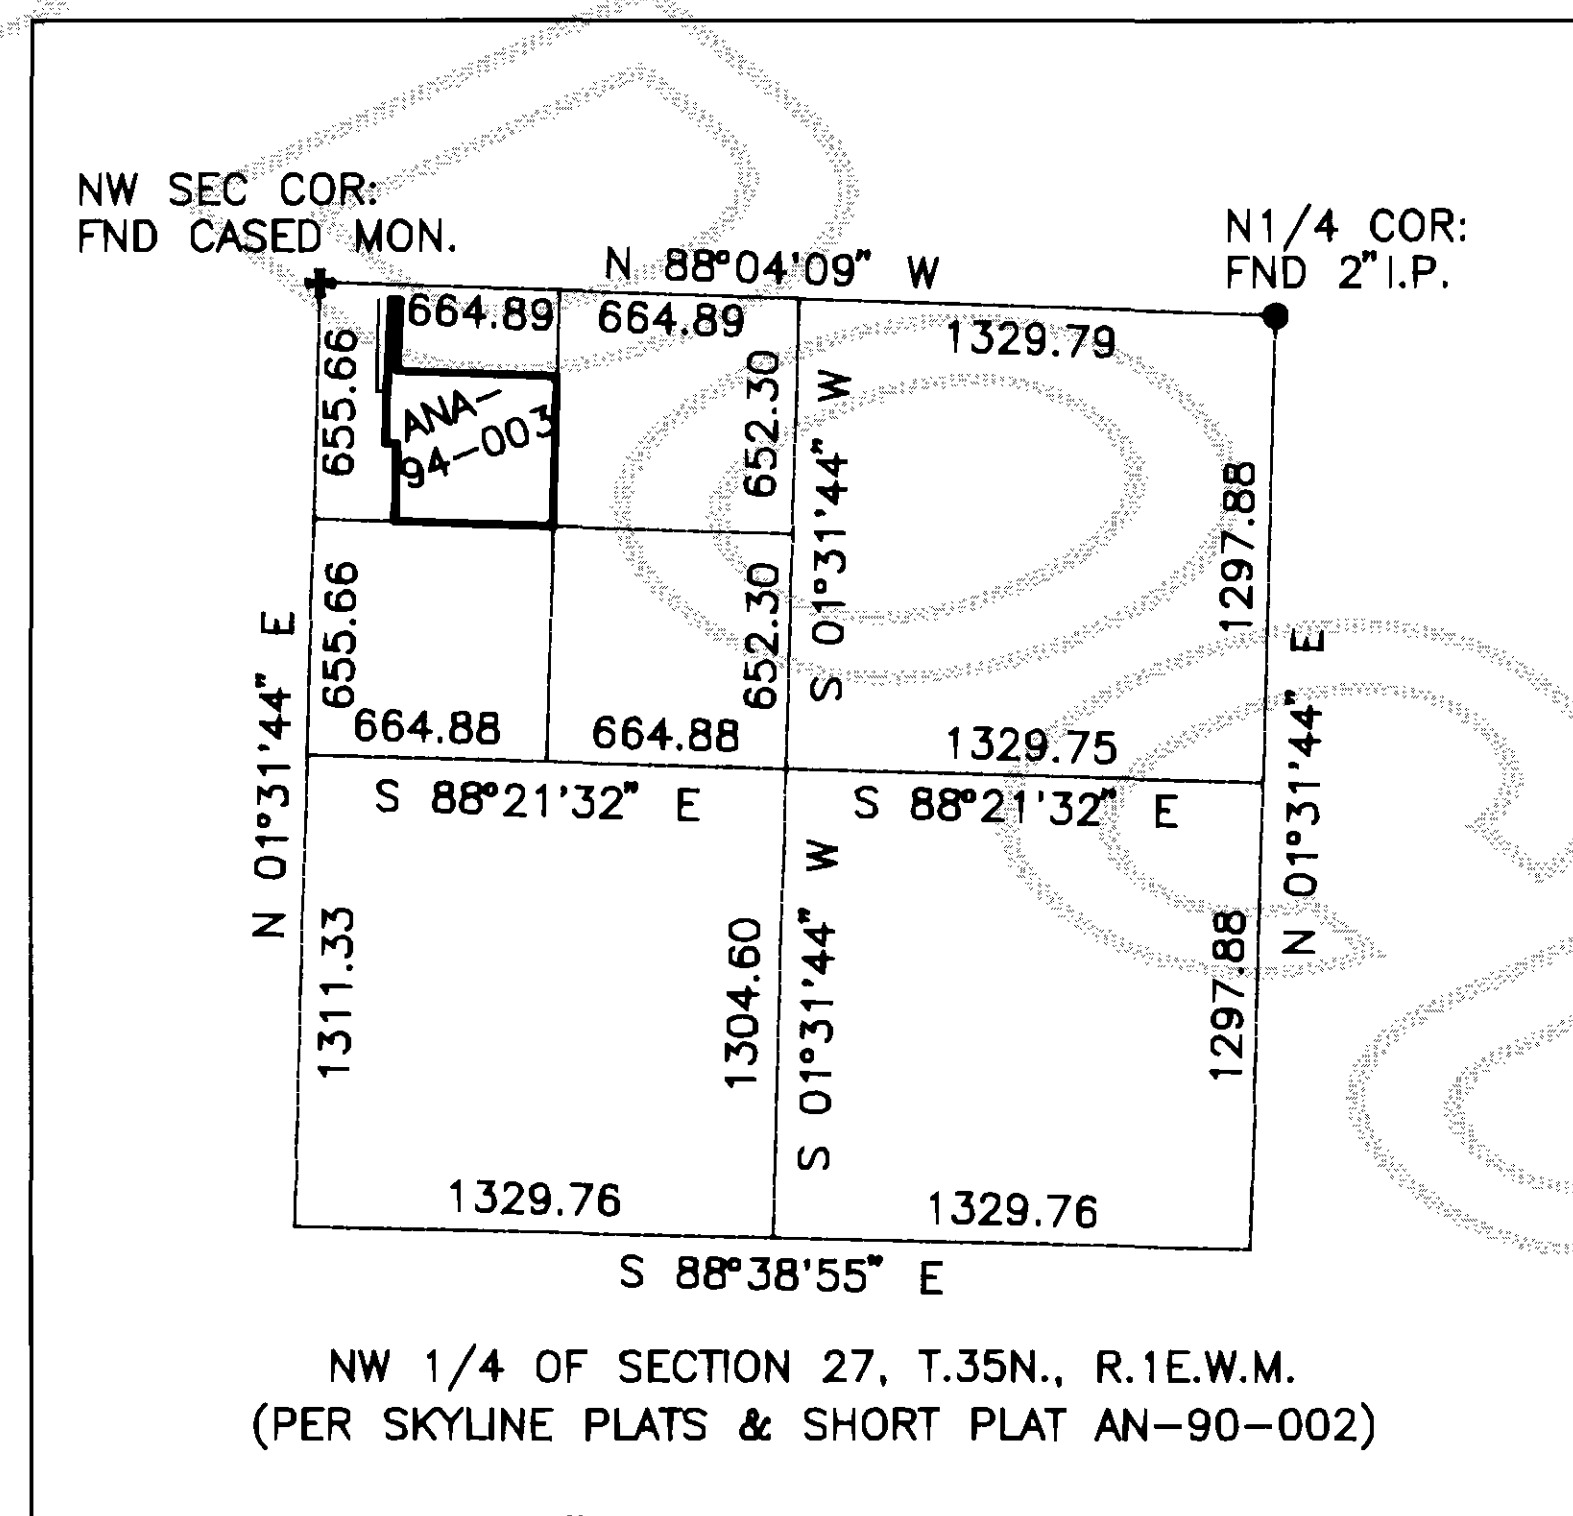 NW SEC COR:
FND CASED MON.
N1/4 COR:
FND 2" I.P.
N 88°04'09" W
664.89
664.89
1329.79
655.66
652.30
ANA-
94-003
S 01°31'44" W
1297.88
655.66
652.30
N 01°31'44" E
N 01°31'44" E
664.88
664.88
1329.75
S 88°21'32" E
S 88°21'32" E
1311.33
1304.60
S 01°31'44" W
1297.88
1329.76
1329.76
S 88°38'55" E
NW 1/4 OF SECTION 27, T.35N., R.1E.W.M.
(PER SKYLINE PLATS & SHORT PLAT AN-90-002)